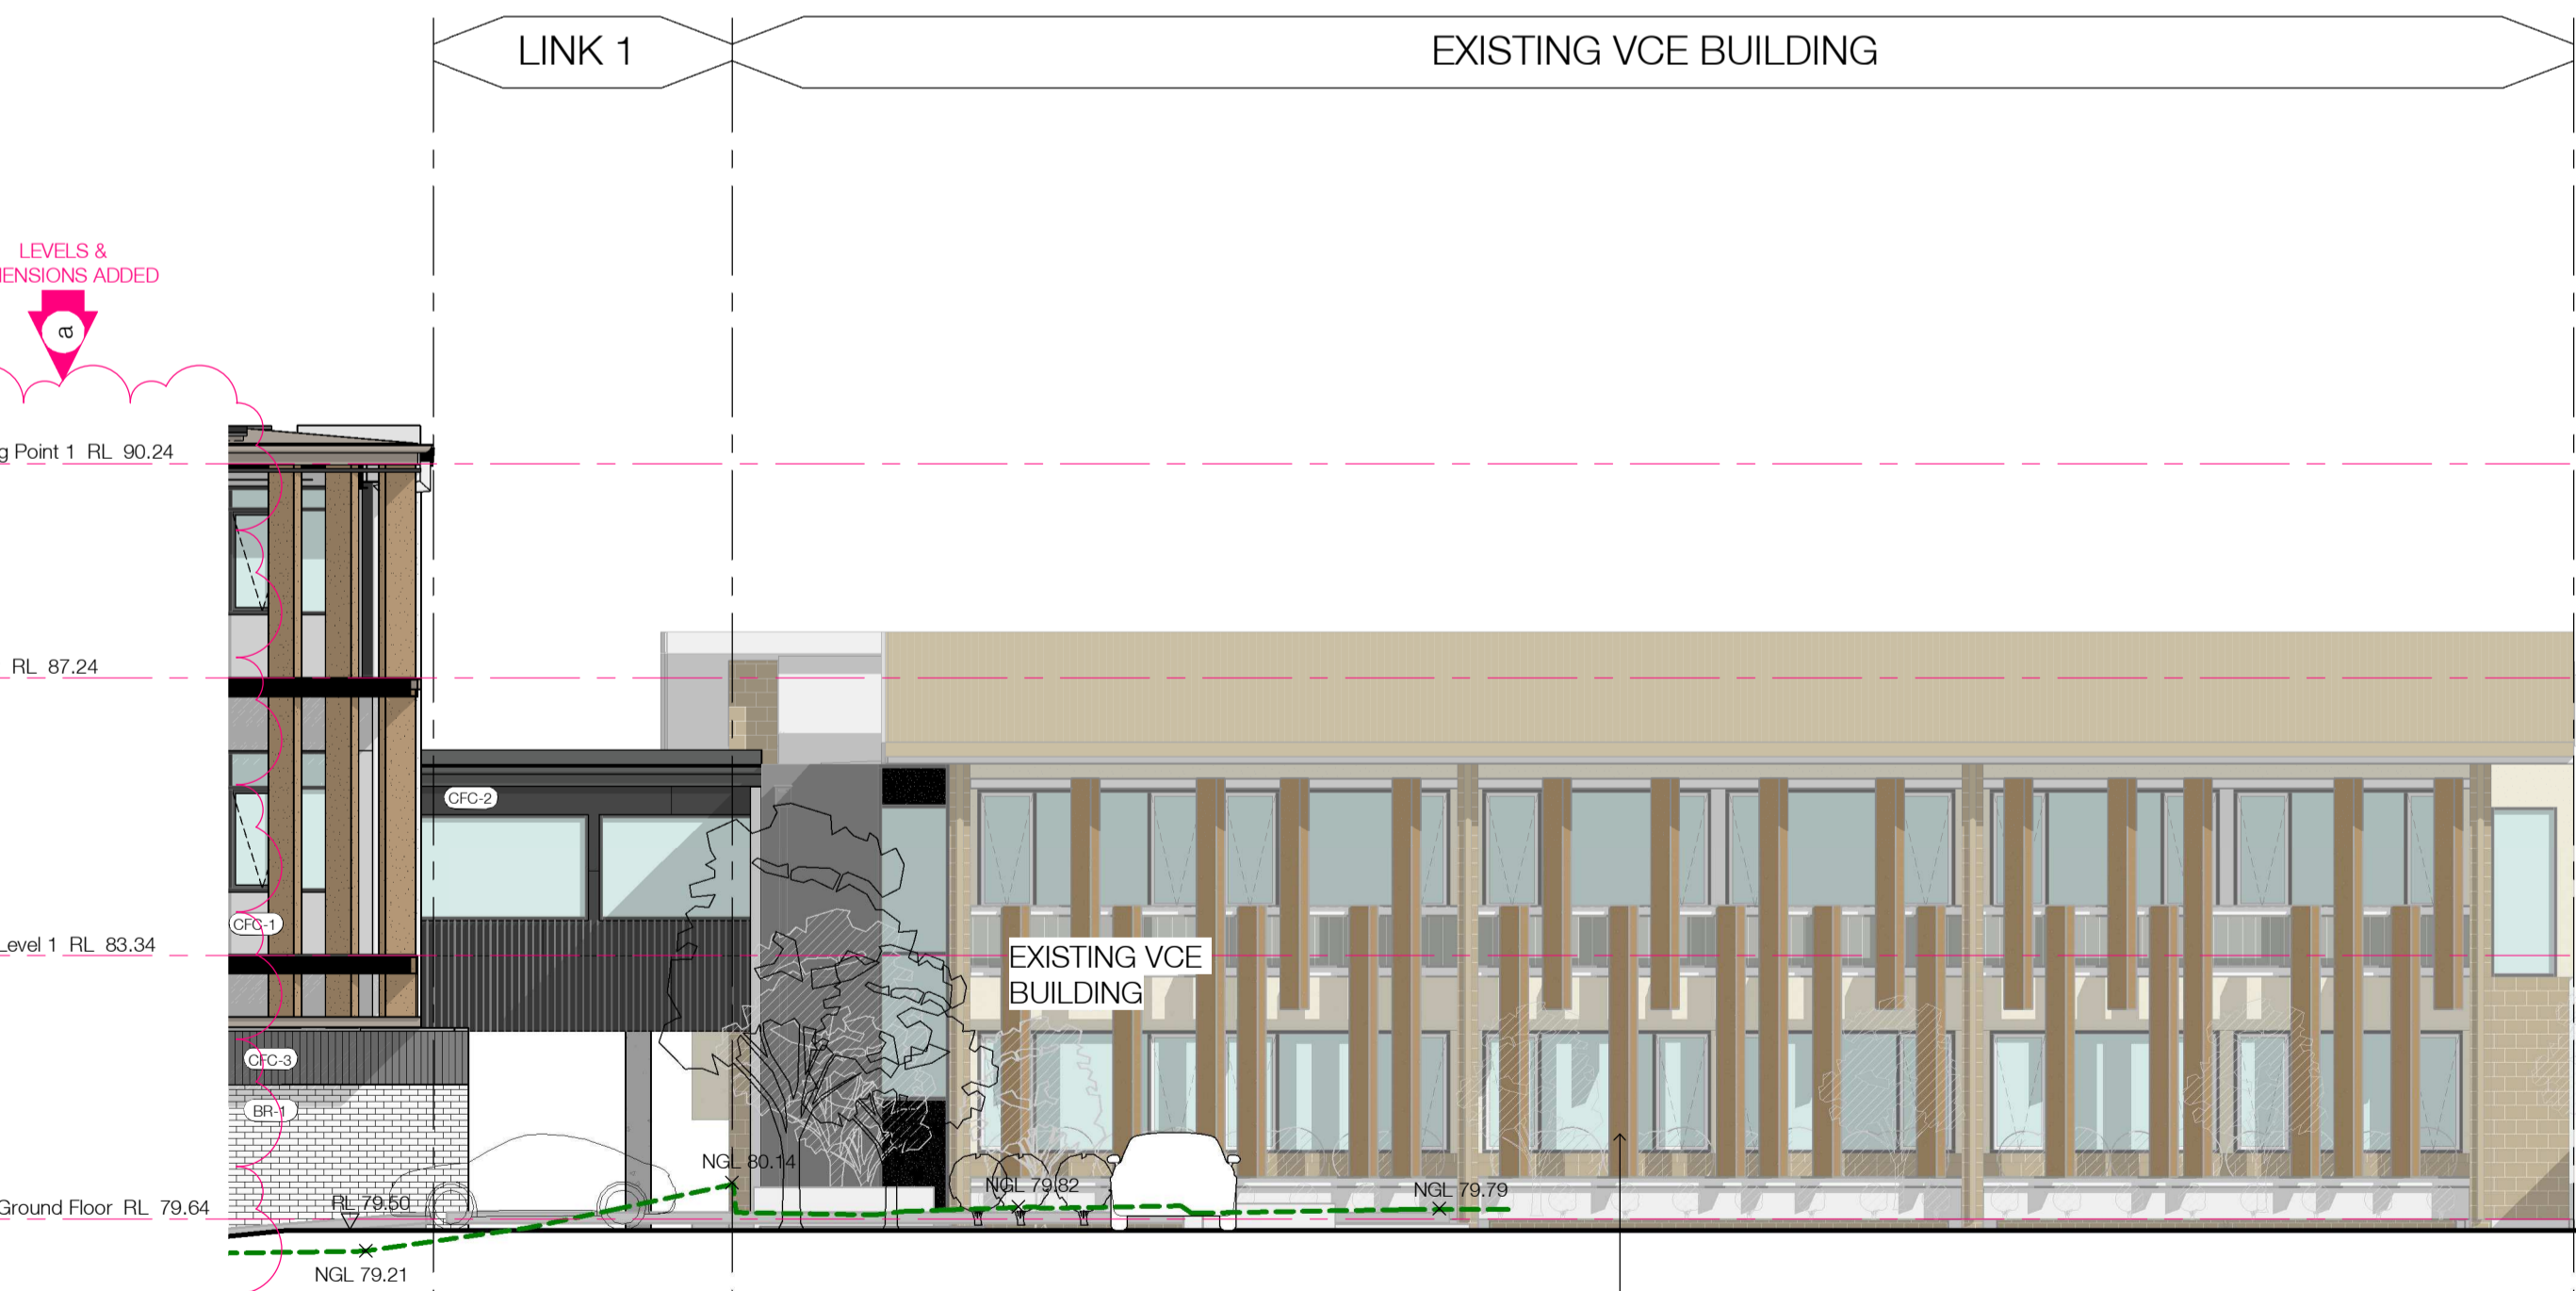 LINK 1
EXISTING VCE BUILDING
LEVELS &
ENSIONS ADDED
a
g Point 1 RL 90.24
RL 87.24
CFC-2
CFC-1
Level 1 RL 83.34
EXISTING VCE
BUILDING
CFC-3
BR-1
NGL 80.14
NGL 79.82
NGL 79.79
RL 79.50
Ground Floor RL 79.64
NGL 79.21